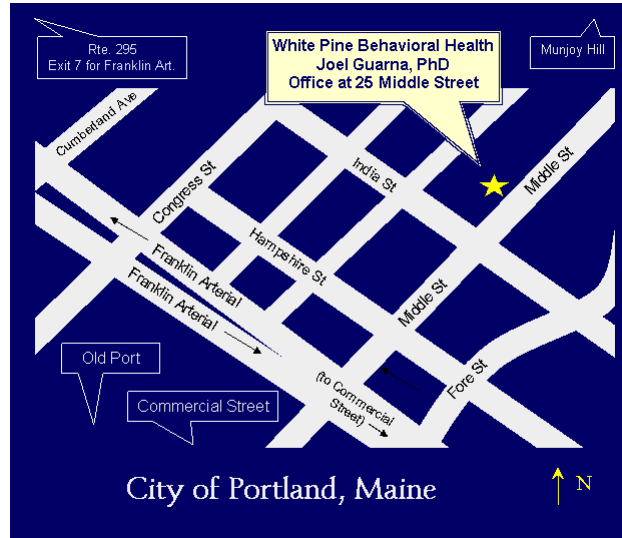 Rte. 295
Exit 7 for Franklin Art.
White Pine Behavioral Health
Joel Guarna, PhD
Office at 25 Middle Street
Munjoy Hill
Cumberland Ave
Congress St
India St
Middle St
Hampshire St
Franklin Arterial
Franklin Arterial
Middle St
Fore St
(to Commercial
Street)
Old Port
Commercial Street
City of Portland, Maine
N